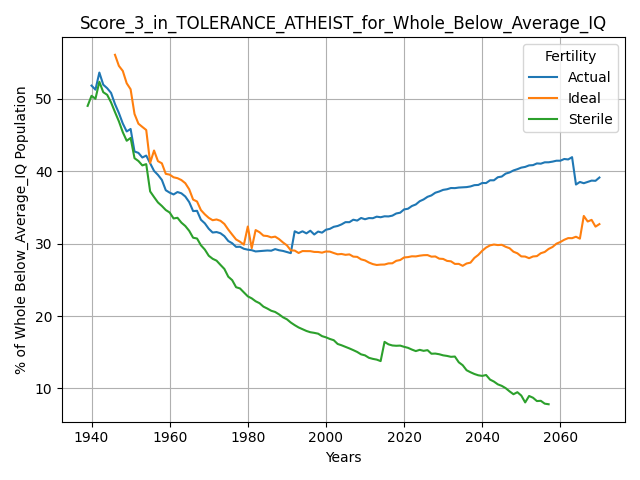 Score_3_in_TOLERANCE_ATHEIST_for_Whole_Below_Average_IQ
Fertility
Actual
Ideal
Sterile
% of Whole Below_Average_IQ Population
50
40
30
20
10
1940 1960 1980 2000 2020 2040 2060
Years